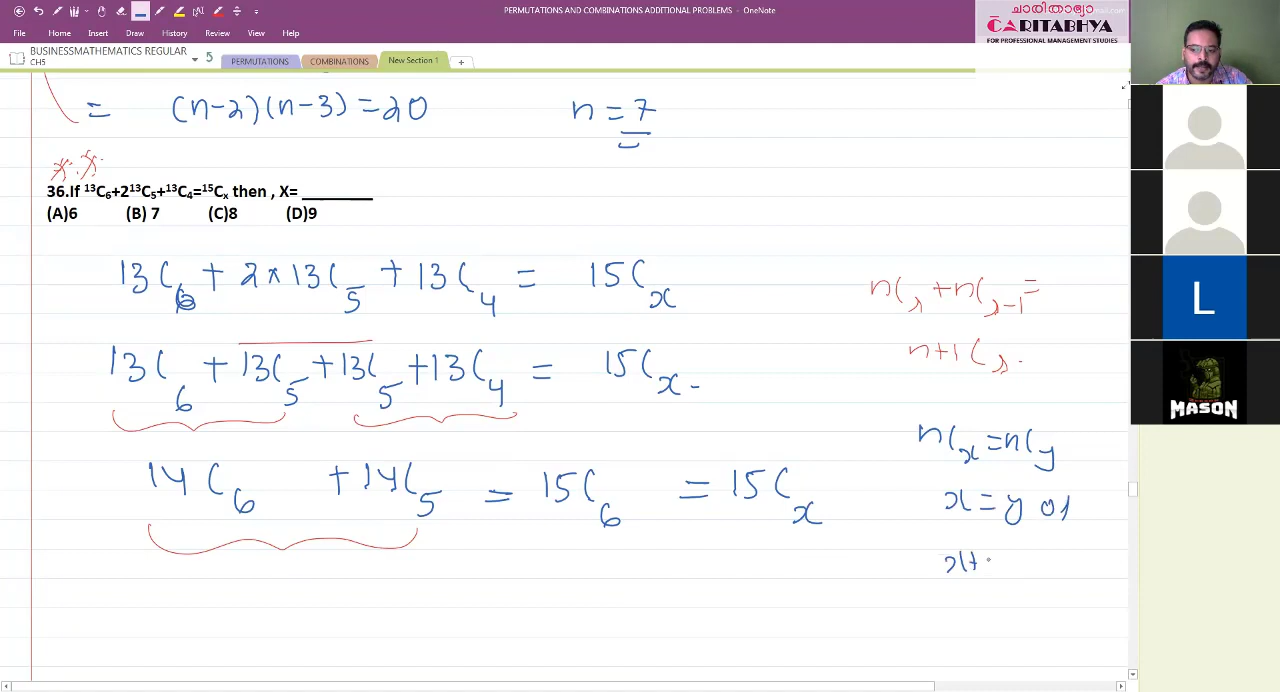 PERMUTATIONS AND COMBINATIONS ADDITIONAL PROBLEMS - OneNote
ചാരിതാഭ്യാ
CARITABHYA
FOR PROFESSIONAL MANAGEMENT STUDIES
File Home Insert Draw History Review View Help
BUSINESSMATHEMATICS REGULAR
CH5
PERMUTATIONS COMBINATIONS New Section 1
= (n-2)(n-3) = 20 n = 7
36.If ¹³C₆+2¹³C₅+¹³C₄=¹⁵Cₓ then , X= ________
(A)6 (B) 7 (C)8 (D)9
13C₆ + 2 × 13C₅ + 13C₄ = 15Cₓ
nCᵣ + nCᵣ₋₁ =
n+1Cᵣ.
13C₆ + 13C₅ + 13C₅ + 13C₄ = 15Cₓ
14C₆ + 14C₅ = 15C₆ = 15Cₓ
nCₓ = nCy
x = y or
x+
L
MASON